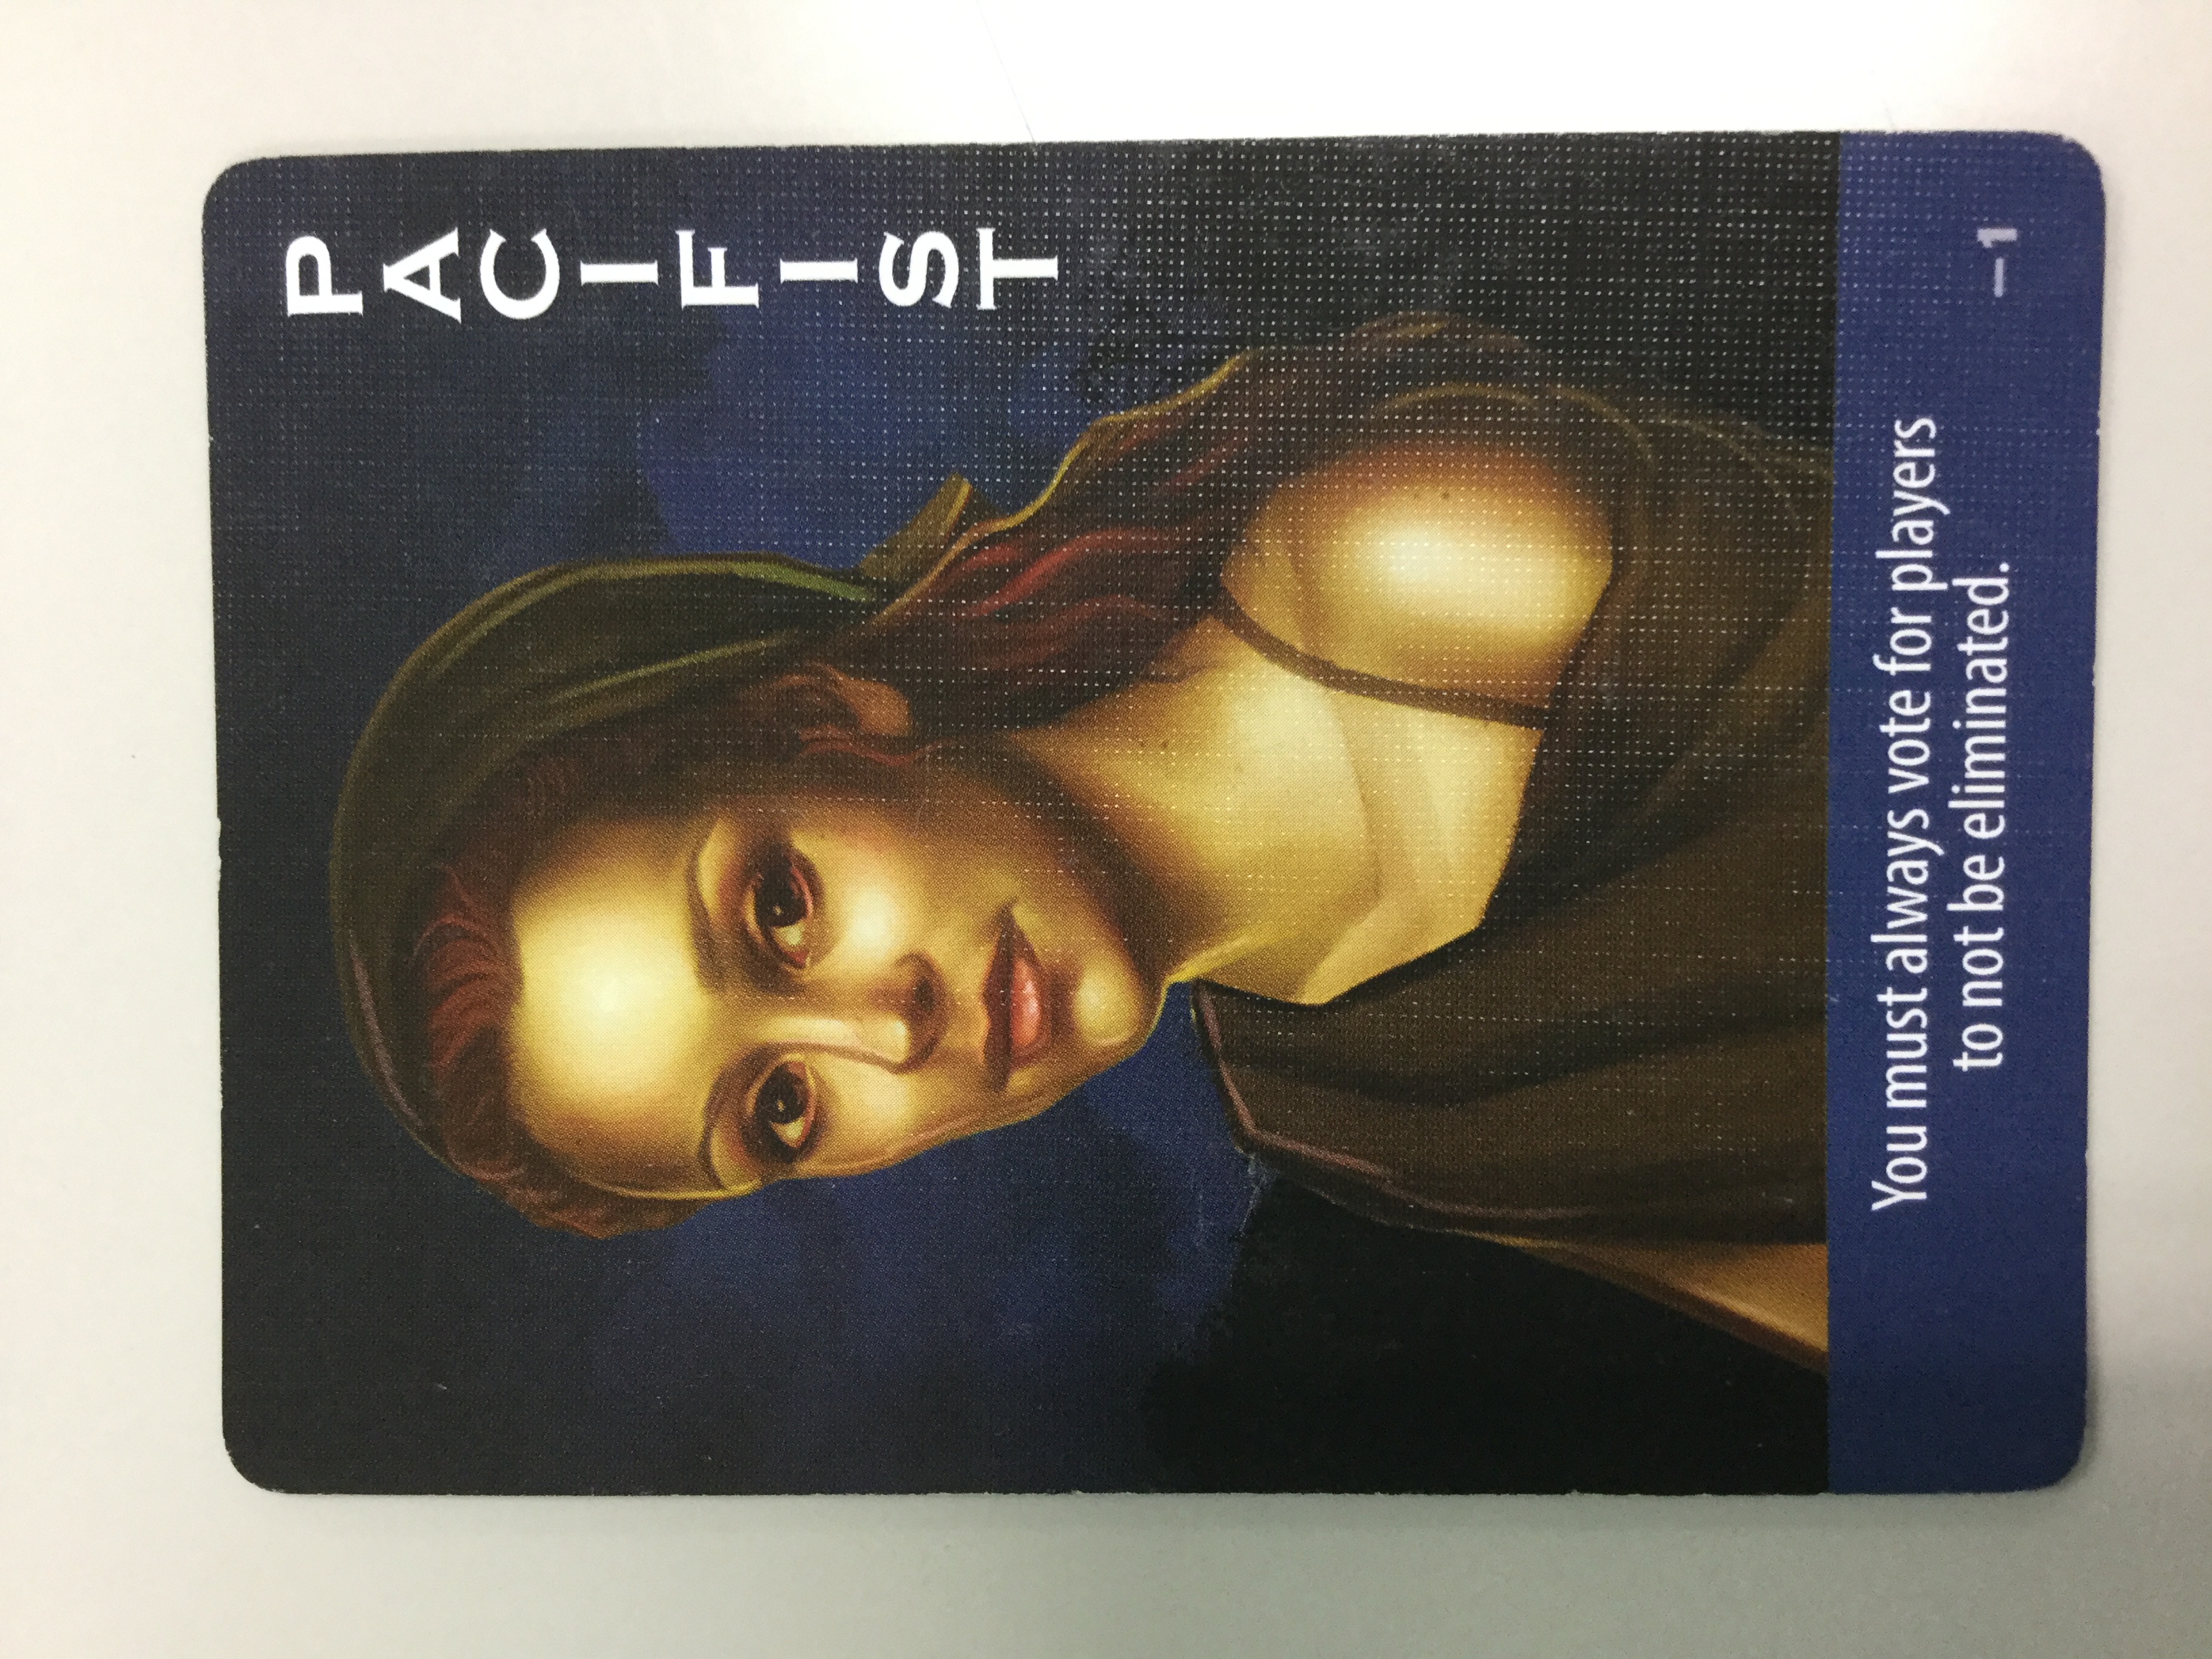 PACIFIST
You must always vote for players
to not be eliminated.
–1